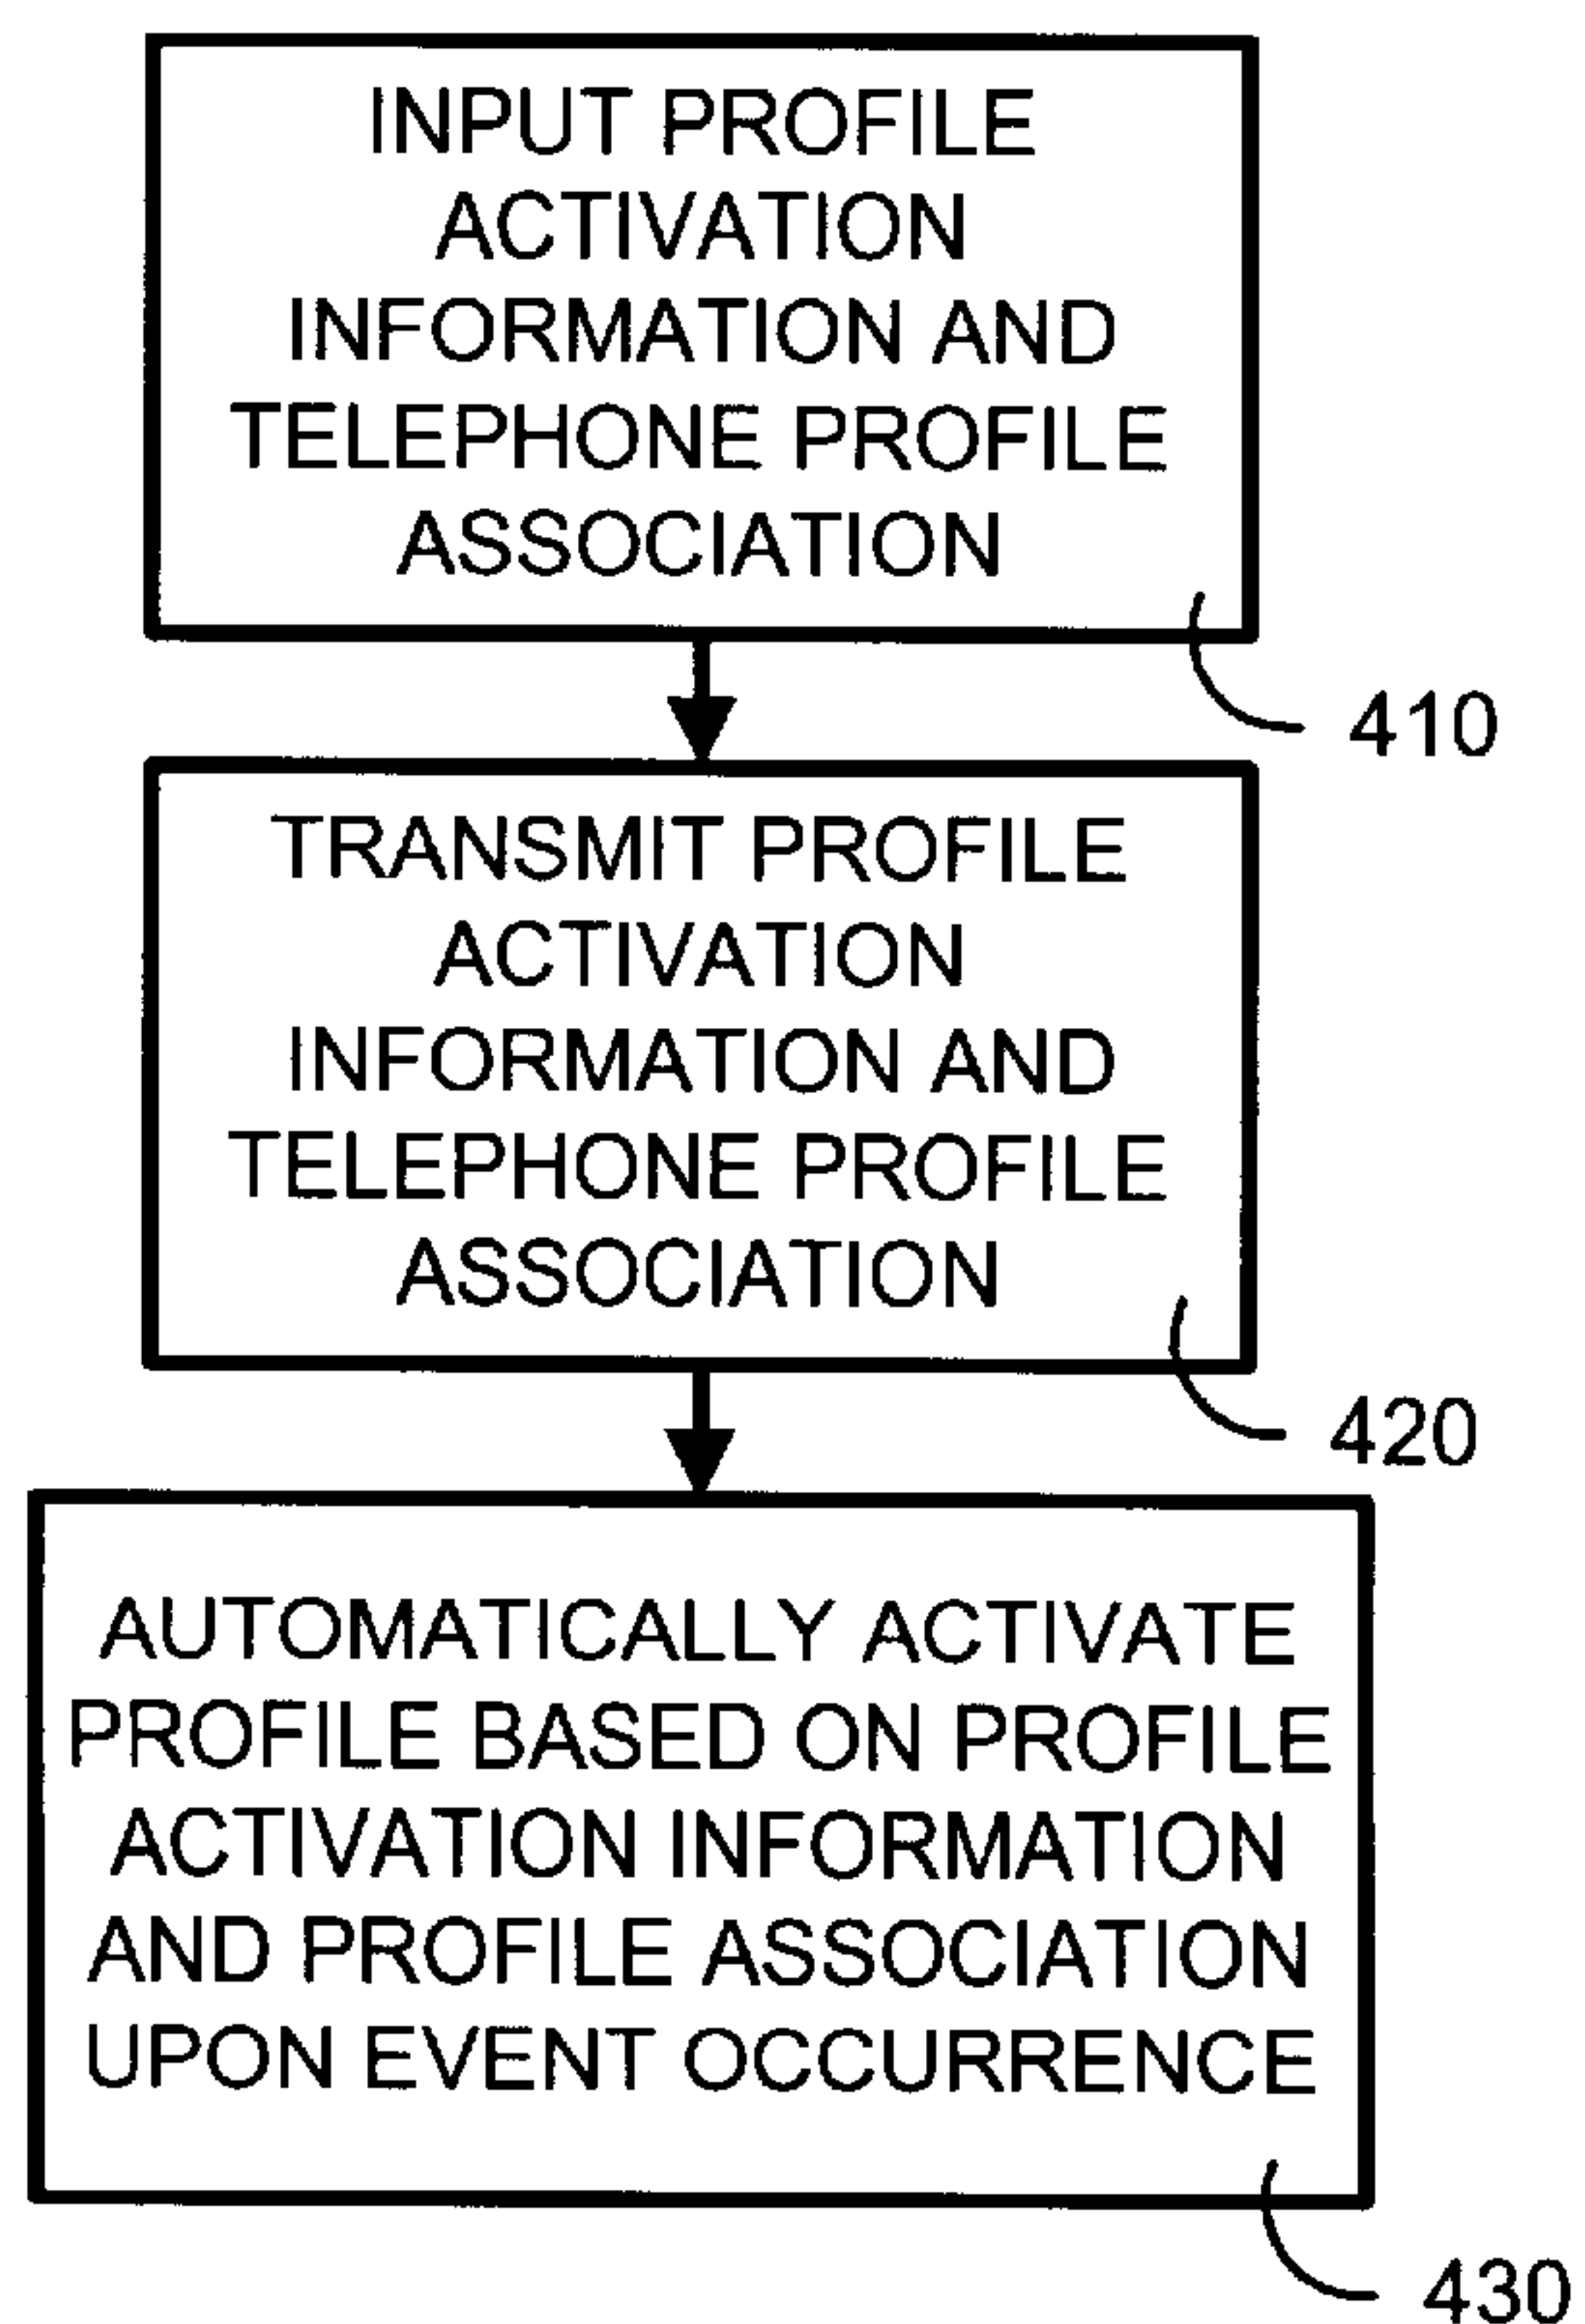 INPUT PROFILE
ACTIVATION
INFORMATION AND
TELEPHONE PROFILE
ASSOCIATION
410
TRANSMIT PROFILE
ACTIVATION
INFORMATION AND
TELEPHONE PROFILE
ASSOCIATION
420
AUTOMATICALLY ACTIVATE
PROFILE BASED ON PROFILE
ACTIVATION INFORMATION
AND PROFILE ASSOCIATION
UPON EVENT OCCURRENCE
430